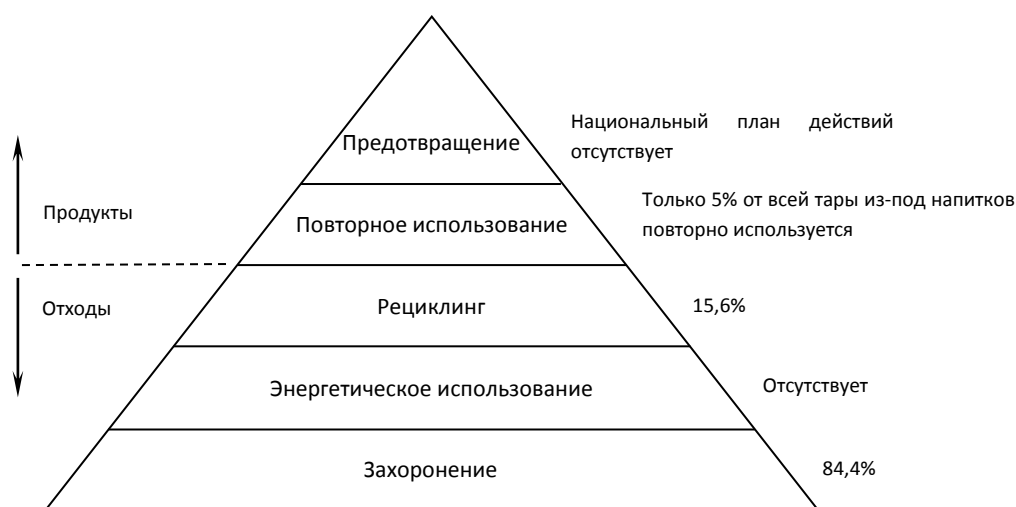 Предотвращение
Национальный план действий
отсутствует
Продукты
Повторное использование
Только 5% от всей тары из-под напитков
повторно используется
Отходы
Рециклинг
15,6%
Энергетическое использование
Отсутствует
Захоронение
84,4%